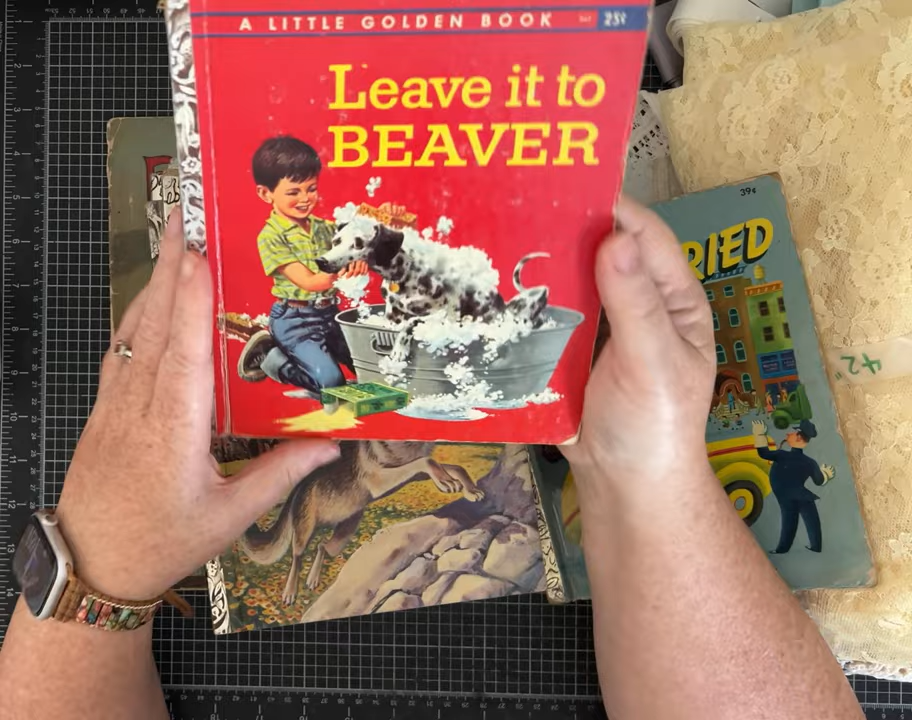 A LITTLE GOLDEN BOOK 25¢
Leave it to
BEAVER
39¢
RIED
42"